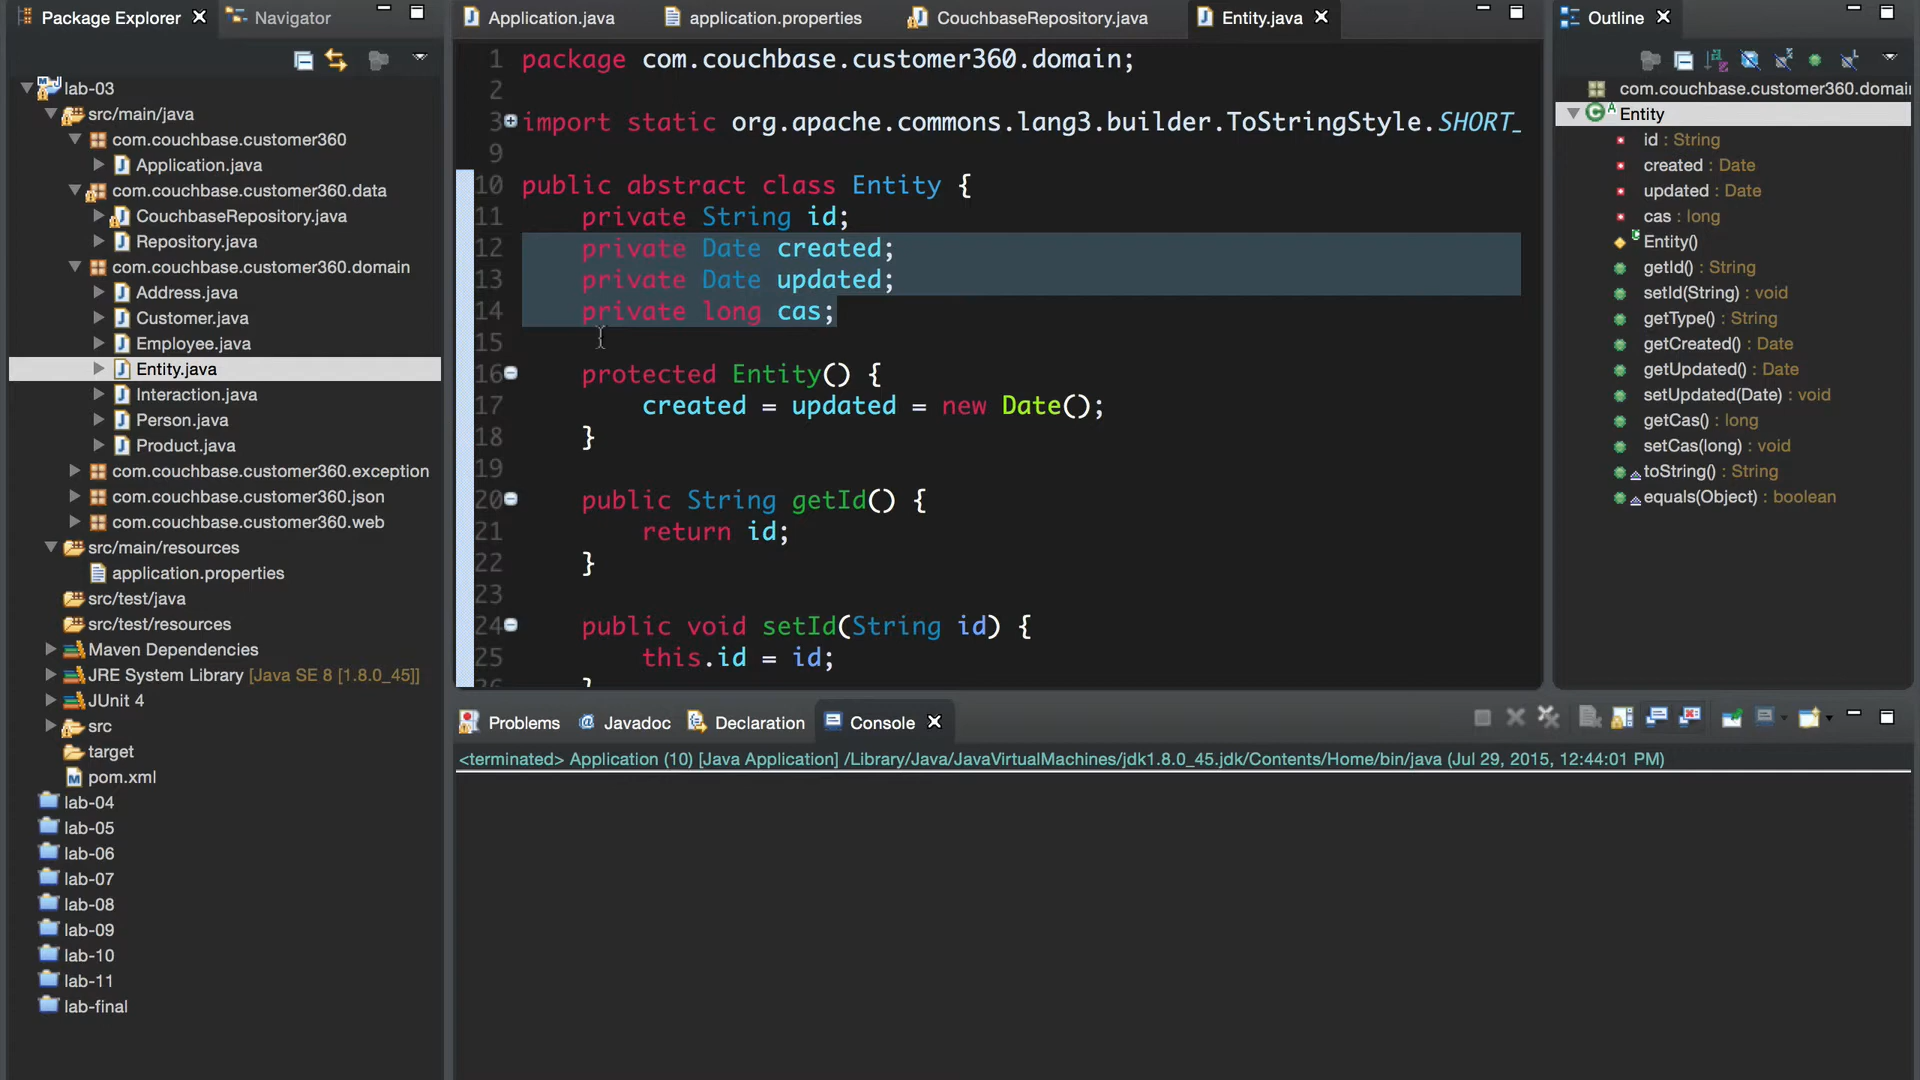 Package Explorer
Navigator
lab-03
src/main/java
com.couchbase.customer360
Application.java
com.couchbase.customer360.data
CouchbaseRepository.java
Repository.java
com.couchbase.customer360.domain
Address.java
Customer.java
Employee.java
Entity.java
Interaction.java
Person.java
Product.java
com.couchbase.customer360.exception
com.couchbase.customer360.json
com.couchbase.customer360.web
src/main/resources
application.properties
src/test/java
src/test/resources
Maven Dependencies
JRE System Library [Java SE 8 [1.8.0_45]]
JUnit 4
src
target
pom.xml
lab-04
lab-05
lab-06
lab-07
lab-08
lab-09
lab-10
lab-11
lab-final
Application.java application.properties CouchbaseRepository.java Entity.java
1 package com.couchbase.customer360.domain;
2
3 import static org.apache.commons.lang3.builder.ToStringStyle.SHORT_
9
10 public abstract class Entity {
11 private String id;
12 private Date created;
13 private Date updated;
14 private long cas;
15
16 protected Entity() {
17 created = updated = new Date();
18 }
19
20 public String getId() {
21 return id;
22 }
23
24 public void setId(String id) {
25 this.id = id;
Outline
com.couchbase.customer360.domai
Entity
id : String
created : Date
updated : Date
cas : long
Entity()
getId() : String
setId(String) : void
getType() : String
getCreated() : Date
getUpdated() : Date
setUpdated(Date) : void
getCas() : long
setCas(long) : void
toString() : String
equals(Object) : boolean
Problems Javadoc Declaration Console
<terminated> Application (10) [Java Application] /Library/Java/JavaVirtualMachines/jdk1.8.0_45.jdk/Contents/Home/bin/java (Jul 29, 2015, 12:44:01 PM)